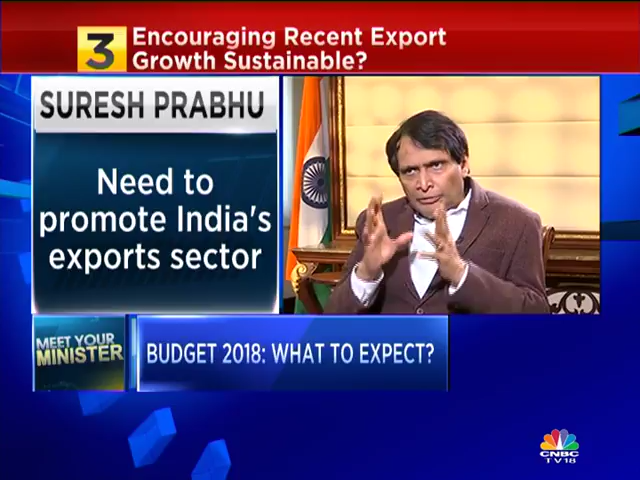 3
Encouraging Recent Export
Growth Sustainable?
SURESH PRABHU
Need to
promote India's
exports sector
MEET YOUR
MINISTER
BUDGET 2018: WHAT TO EXPECT?
CNBC
TV18